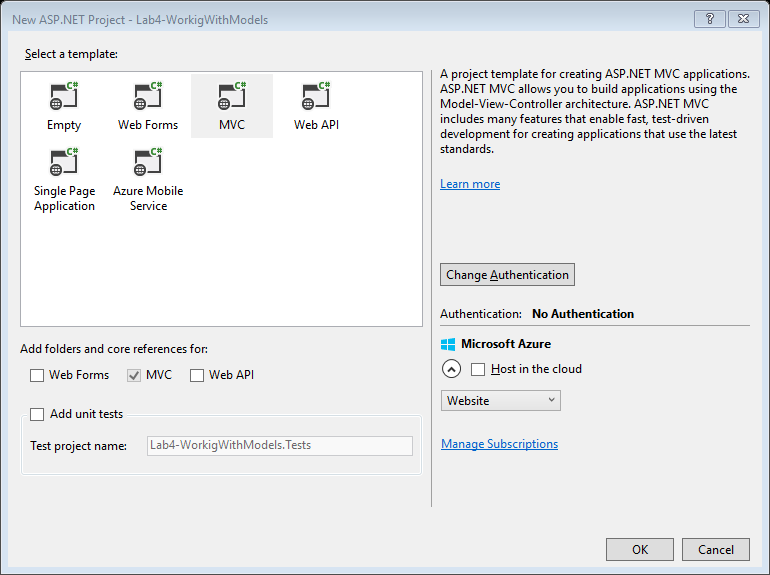 New ASP.NET Project - Lab4-WorkigWithModels
?
Select a template:
C#
C#
C#
C#
Empty
Web Forms
MVC
Web API
C#
C#
Single Page
Application
Azure Mobile
Service
A project template for creating ASP.NET MVC applications.
ASP.NET MVC allows you to build applications using the
Model-View-Controller architecture. ASP.NET MVC
includes many features that enable fast, test-driven
development for creating applications that use the latest
standards.
Learn more
Change Authentication
Authentication: No Authentication
Microsoft Azure
Host in the cloud
Website
Manage Subscriptions
Add folders and core references for:
Web Forms
MVC
Web API
Add unit tests
Test project name: Lab4-WorkigWithModels.Tests
OK
Cancel